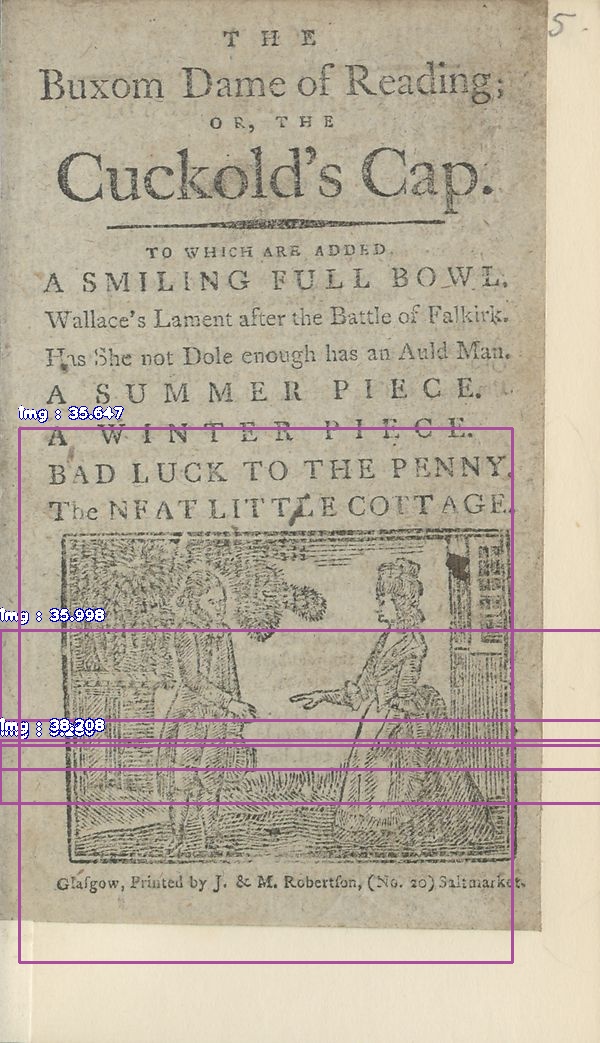 5.
THE
Buxom Dame of Reading;
OR, THE
Cuckold's Cap.
TO WHICH ARE ADDED.
A SMILING FULL BOWL.
Wallace's Lament after the Battle of Falkirk.
Has She not Dole enough has an Auld Man.
A SUMMER PIECE.
img : 35.647
A WINTER PIECE.
BAD LUCK TO THE PENNY.
The NEAT LITTLE COTTAGE.
img : 35.998
img : 38.208
Glasgow, Printed by J. & M. Robertson, (No. 20) Saltmarket.